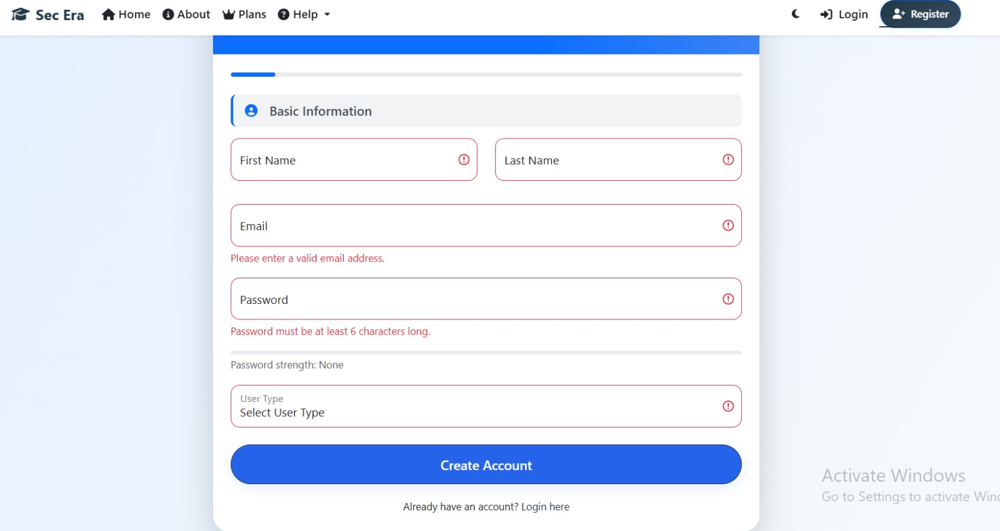 Sec Era Home About Plans Help Login Register
Basic Information
First Name Last Name
Email
Please enter a valid email address.
Password
Password must be at least 6 characters long.
Password strength: None
User Type
Select User Type
Create Account
Already have an account? Login here
Activate Windows
Go to Settings to activate